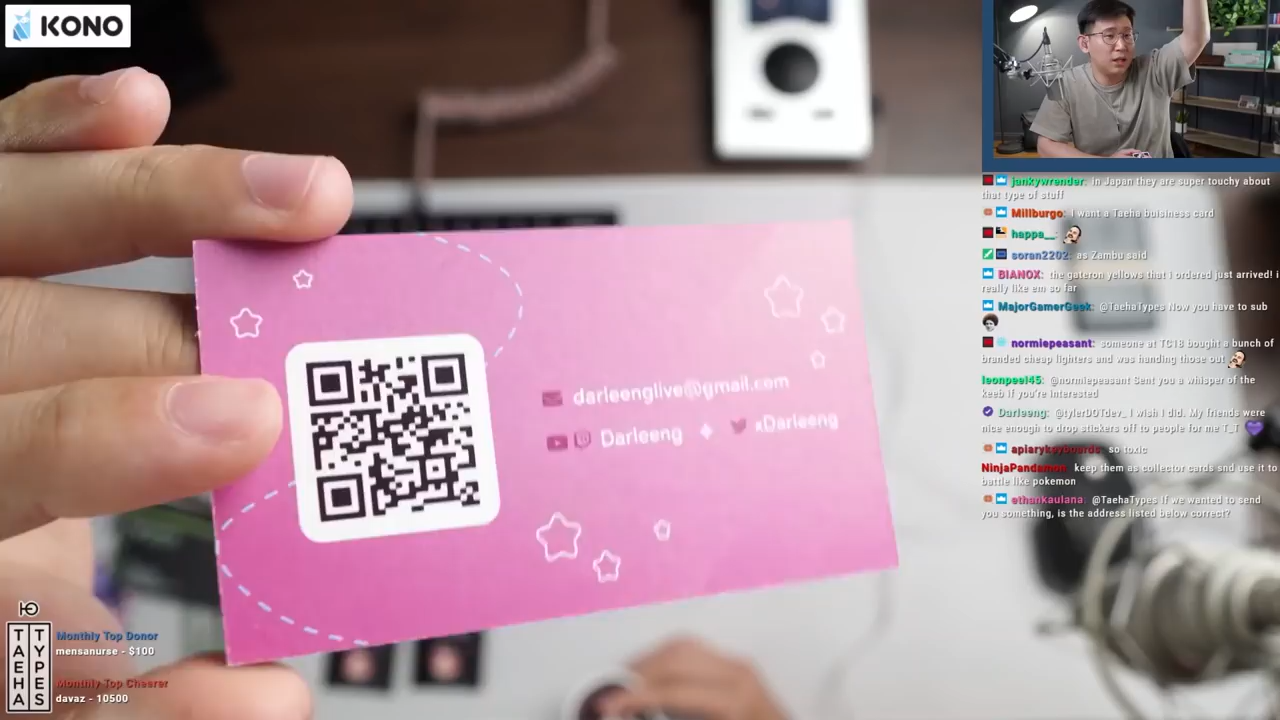 KONO
darleenglive@gmail.com
Darleeng
xDarleeng
jankywrender: In Japan they are super touchy about
that type of stuff
Millburgo: I want a Taeha buisiness card
happa__:
soran2202: as Zambu said
BIANOX: the gateron yellows that i ordered just arrived! i
really like em so far
MajorGamerGeek: @TaehaTypes Now you have to sub
normiepeasant: someone at TC18 bought a bunch of
branded cheap lighters and was handing those out
leonpeel45: @normiepeasant Sent you a whisper of the
keeb if you're interested
Darleeng: @tylerDOTdev_ I wish I did. My friends were
nice enough to drop stickers off to people for me T_T
apiarykeyboards: so toxic
NinjaPandamon: keep them as collector cards snd use it to
battle like pokemon
ethankaulana: @TaehaTypes If we wanted to send
you something, is the address listed below correct?
TAEHA
TYPES
Monthly Top Donor
mensanurse - $100
Monthly Top Cheerer
davaz - 10500